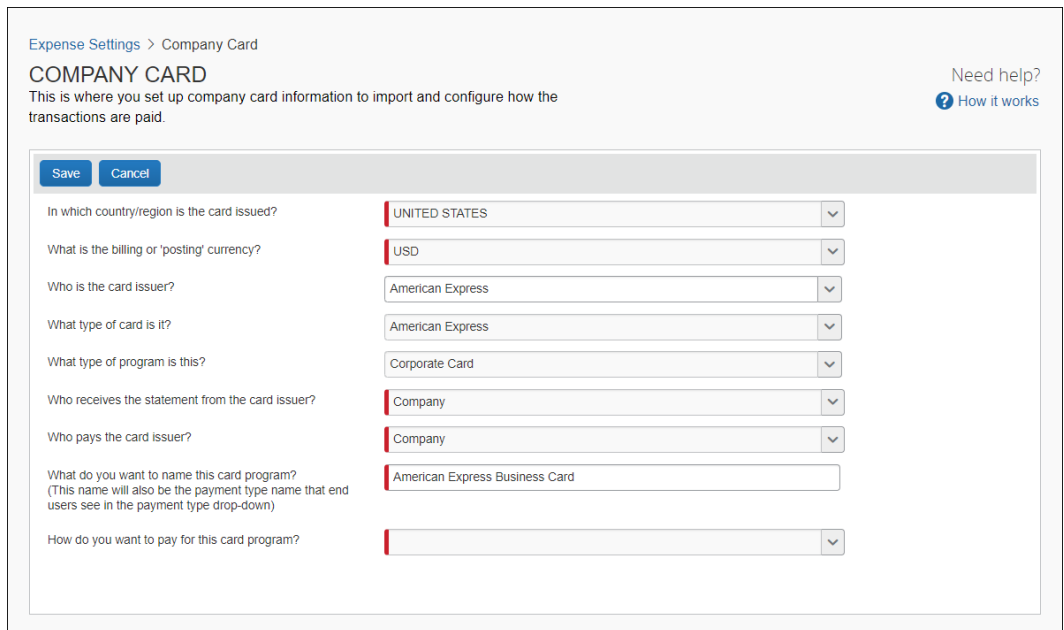 Expense Settings > Company Card
COMPANY CARD
Need help?
This is where you set up company card information to import and configure how the
? How it works
transactions are paid.
Save Cancel
In which country/region is the card issued? UNITED STATES
What is the billing or 'posting' currency? USD
Who is the card issuer? American Express
What type of card is it? American Express
What type of program is this? Corporate Card
Who receives the statement from the card issuer? Company
Who pays the card issuer? Company
What do you want to name this card program? American Express Business Card
(This name will also be the payment type name that end
users see in the payment type drop-down)
How do you want to pay for this card program?